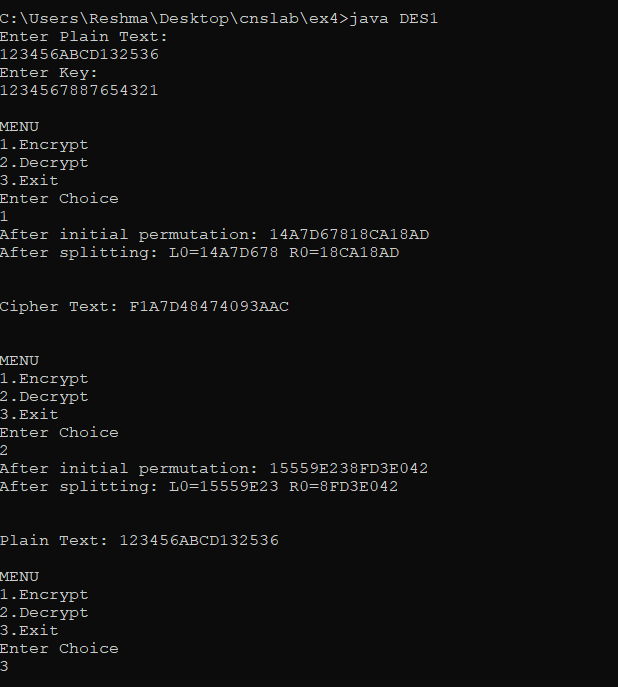 C:\Users\Reshma\Desktop\cnslab\ex4>java DES1
Enter Plain Text:
123456ABCD132536
Enter Key:
1234567887654321
MENU
1.Encrypt
2.Decrypt
3.Exit
Enter Choice
1
After initial permutation: 14A7D67818CA18AD
After splitting: L0=14A7D678 R0=18CA18AD
Cipher Text: F1A7D48474093AAC
MENU
1.Encrypt
2.Decrypt
3.Exit
Enter Choice
2
After initial permutation: 15559E238FD3E042
After splitting: L0=15559E23 R0=8FD3E042
Plain Text: 123456ABCD132536
MENU
1.Encrypt
2.Decrypt
3.Exit
Enter Choice
3